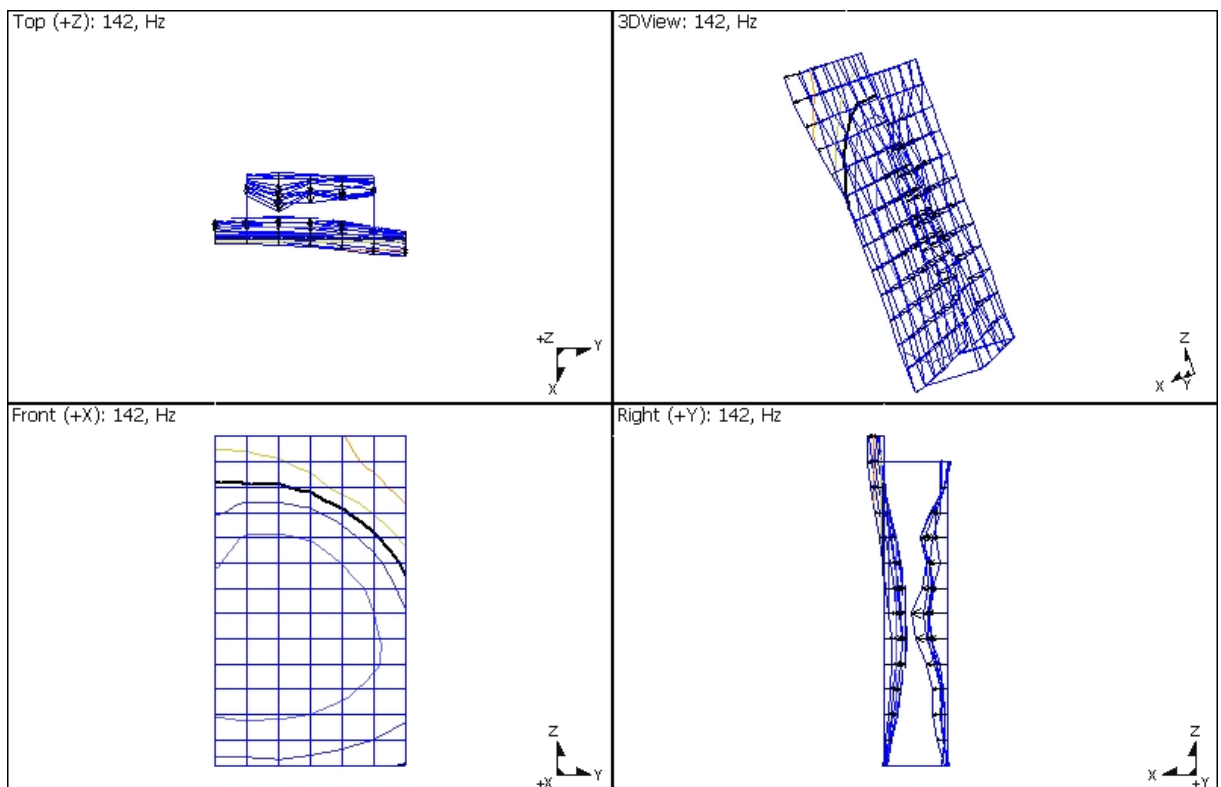 Top (+Z): 142, Hz
3DView: 142, Hz
+Z
Y
X
Z
X
Y
Front (+X): 142, Hz
Right (+Y): 142, Hz
Z
+X
Y
Z
X
+Y